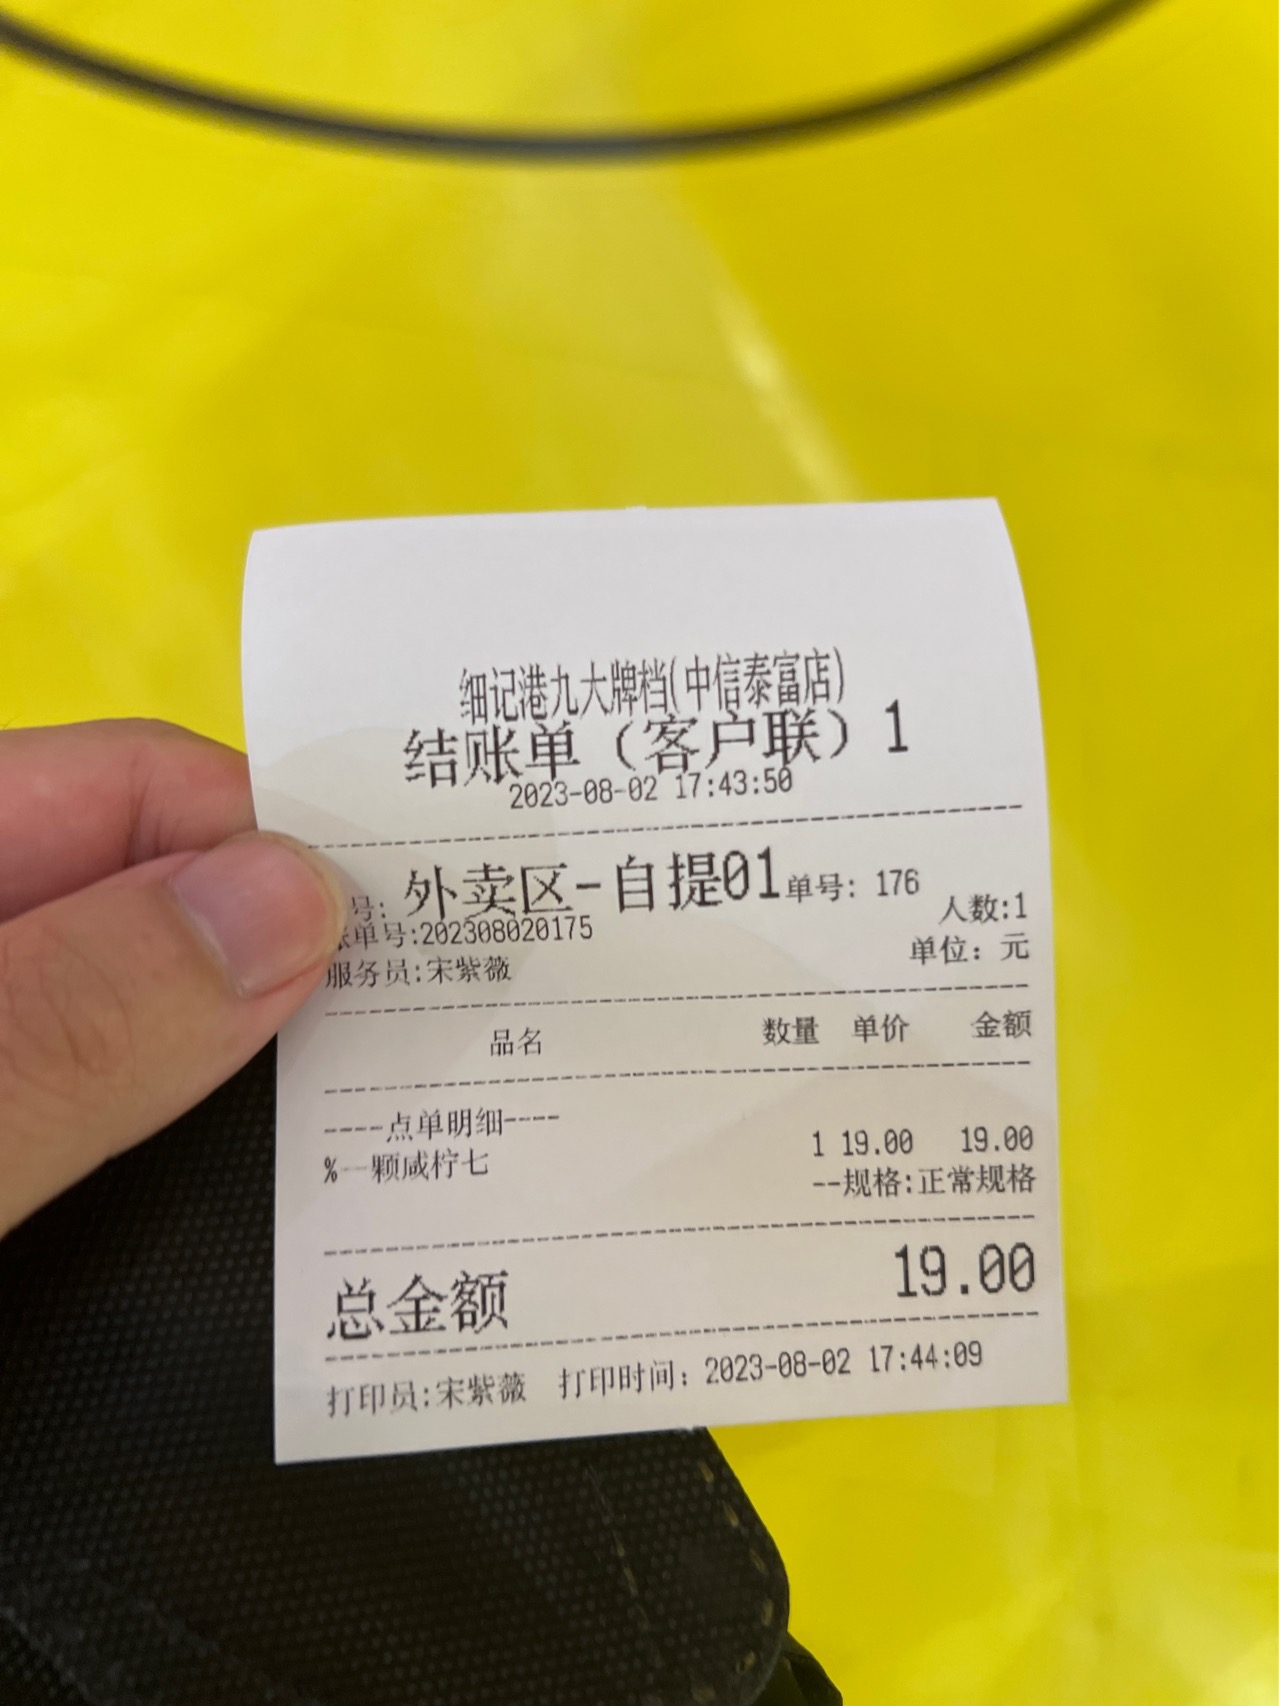 细记港九大牌档(中信泰富店)
结账单（客户联）1
2023-08-02 17:43:50
号: 外卖区-自提01 单号: 176
单号:202308020175 人数:1
服务员:宋紫薇 单位: 元
品名 数量 单价 金额
----点单明细----
%一颗咸柠七 1 19.00 19.00
--规格:正常规格
总金额 19.00
打印员:宋紫薇 打印时间: 2023-08-02 17:44:09